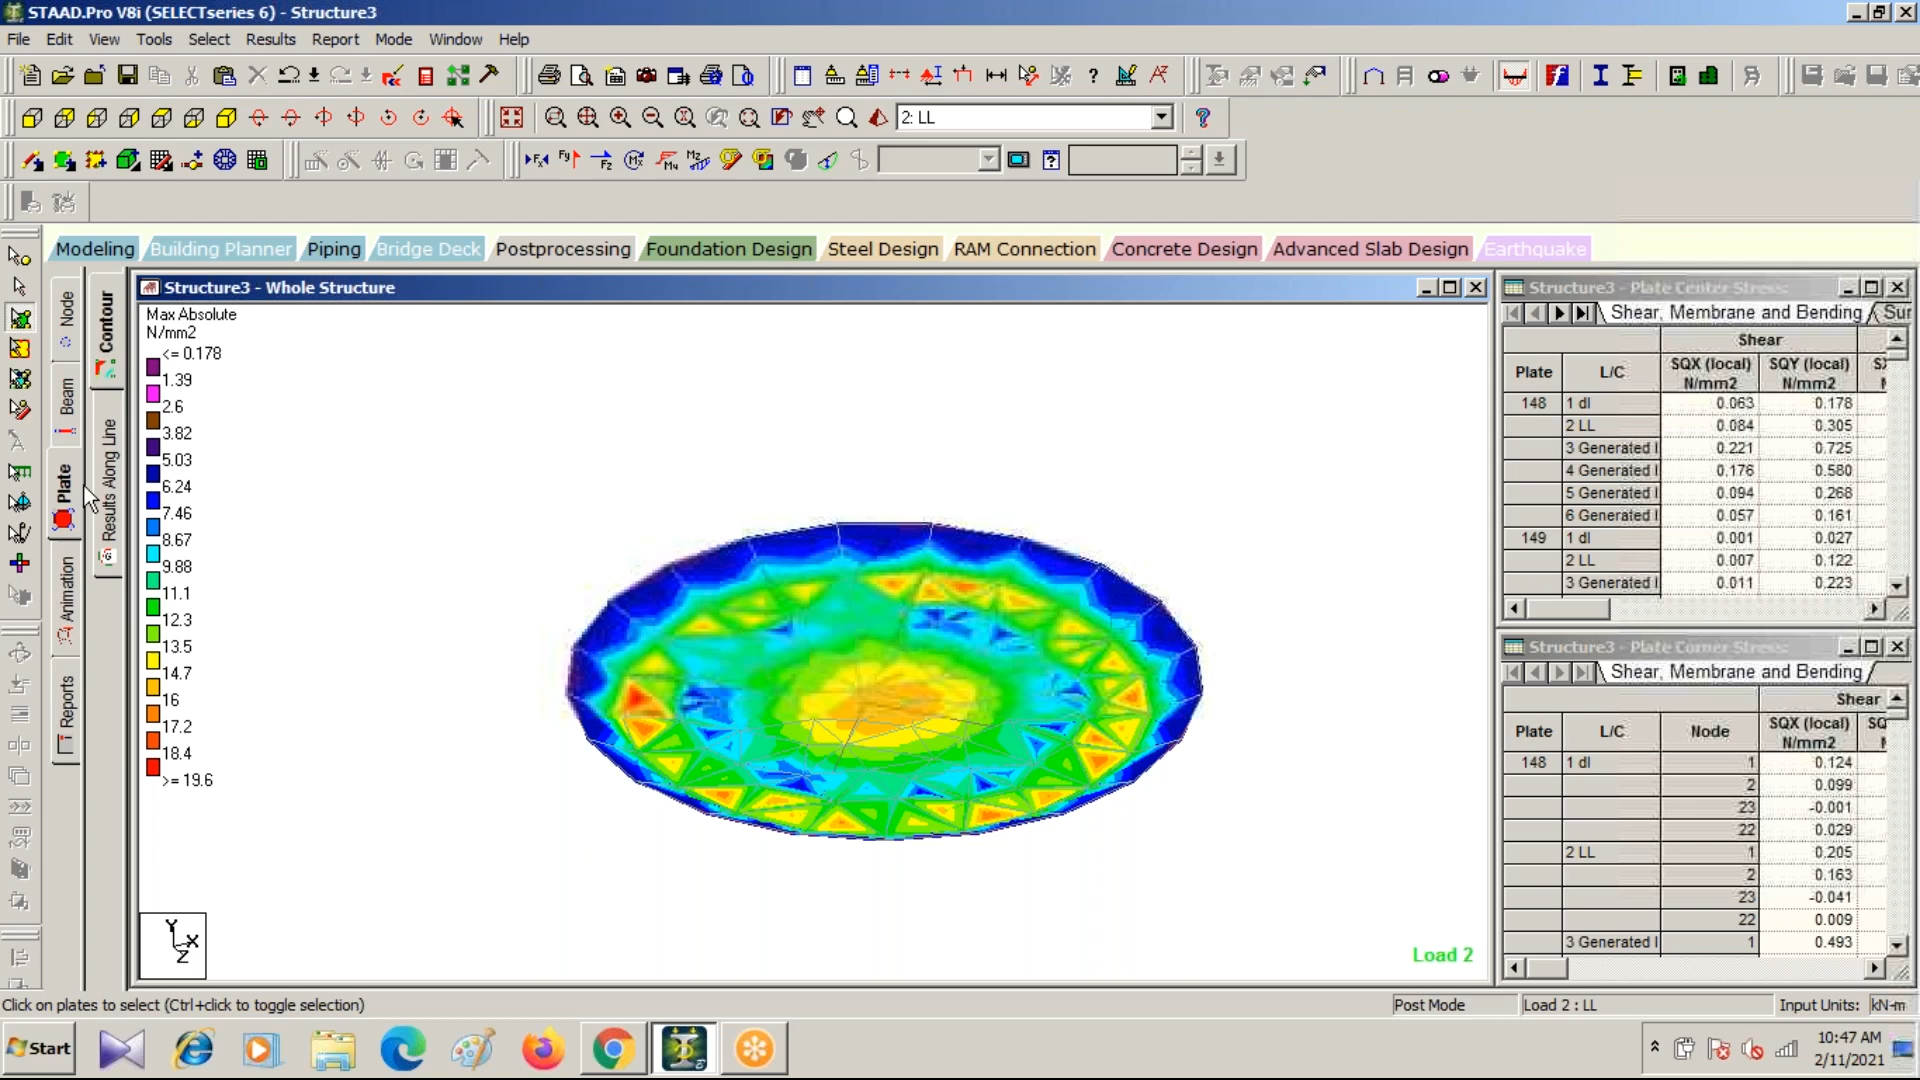 STAAD.Pro V8i (SELECTseries 6) - Structure3
File Edit View Tools Select Results Report Mode Window Help
2: LL
Modeling Building Planner Piping Bridge Deck Postprocessing Foundation Design Steel Design RAM Connection Concrete Design Advanced Slab Design Earthquake
Node
Beam
Plate
Animation
Reports
Contour
Results Along Line
Structure3 - Whole Structure
Max Absolute
N/mm2
<= 0.178
1.39
2.6
3.82
5.03
6.24
7.46
8.67
9.88
11.1
12.3
13.5
14.7
16
17.2
18.4
>= 19.6
Y
X
Z
Load 2
Structure3 - Plate Center Stress:
Shear, Membrane and Bending
Shear
Plate L/C SQX (local) N/mm2 SQY (local) N/mm2
148 1 dl 0.063 0.178
2 LL 0.084 0.305
3 Generated 0.221 0.725
4 Generated 0.176 0.580
5 Generated 0.094 0.268
6 Generated 0.057 0.161
149 1 dl 0.001 0.027
2 LL 0.007 0.122
3 Generated 0.011 0.223
Structure3 - Plate Corner Stress:
Shear, Membrane and Bending
Shear
Plate L/C Node SQX (local) N/mm2
148 1 dl 1 0.124
2 0.099
23 -0.001
22 0.029
2 LL 1 0.205
2 0.163
23 -0.041
22 0.009
3 Generated 1 0.493
Click on plates to select (Ctrl+click to toggle selection)
Post Mode
Load 2 : LL
Input Units: kN-m
Start
10:47 AM
2/11/2021